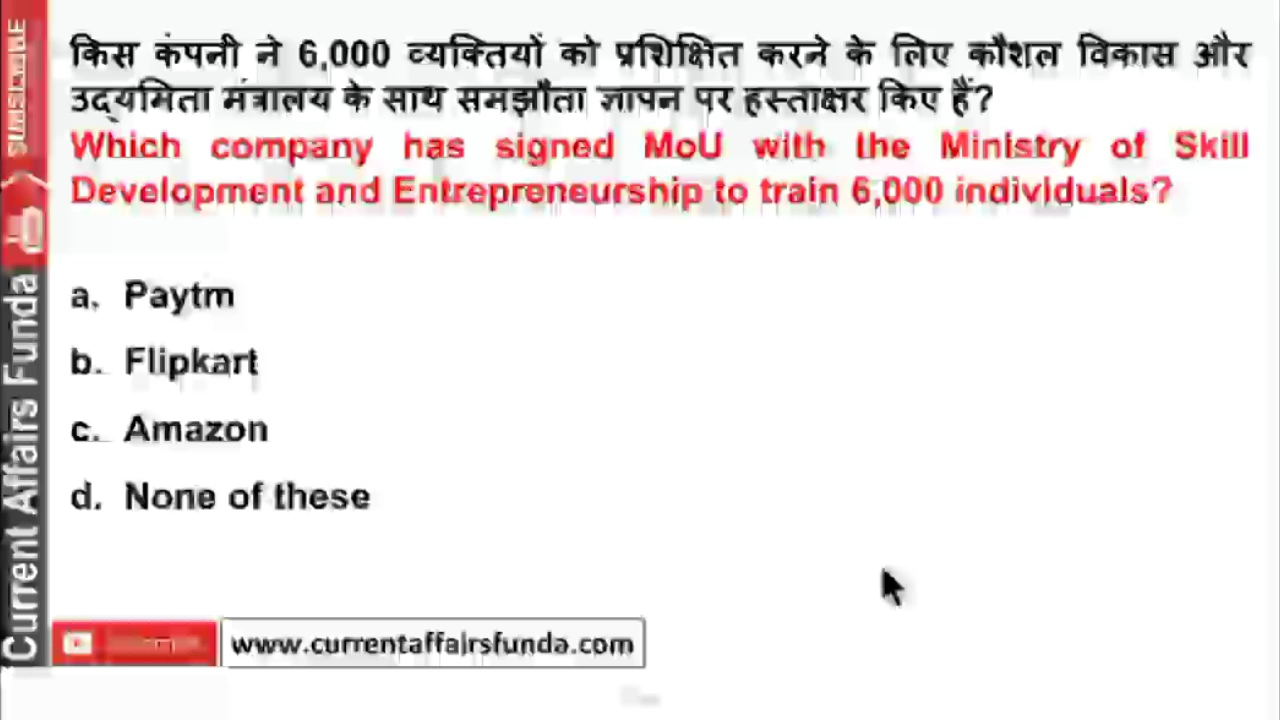 किस कंपनी ने 6,000 व्यक्तियों को प्रशिक्षित करने के लिए कौशल विकास और
उद्यमिता मंत्रालय के साथ समझौता ज्ञापन पर हस्ताक्षर किए हैं?
Which company has signed MoU with the Ministry of Skill
Development and Entrepreneurship to train 6,000 individuals?
a. Paytm
b. Flipkart
c. Amazon
d. None of these
www.currentaffairsfunda.com
Current Affairs Funda
SUBSCRIBE